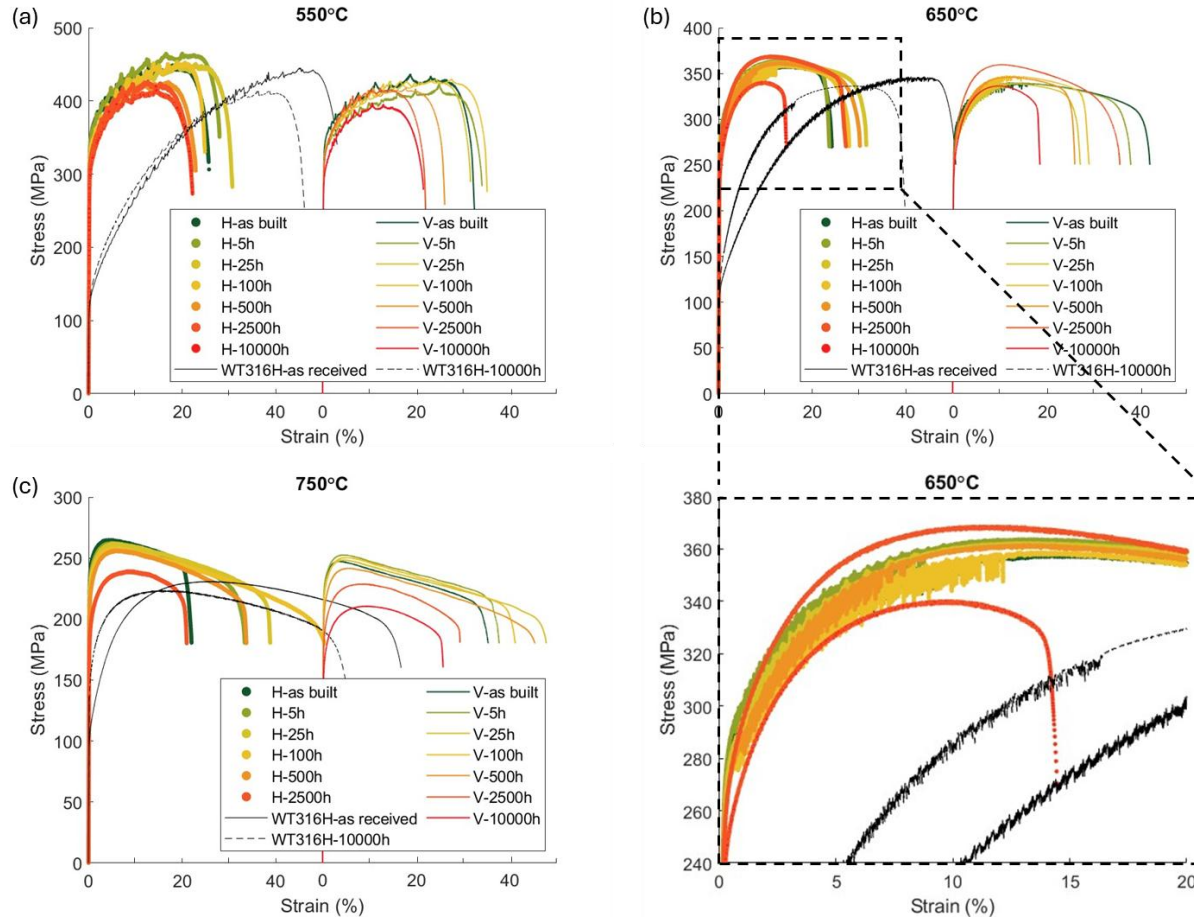 (a)
550°C
500
400
300
200
100
0
Stress (MPa)
0
20
0
20
40
Strain (%)
H-as built
V-as built
H-5h
V-5h
H-25h
V-25h
H-100h
V-100h
H-500h
V-500h
H-2500h
V-2500h
H-10000h
V-10000h
WT316H-as received
WT316H-10000h
(b)
650°C
400
350
300
250
200
150
100
50
0
Stress (MPa)
0
20
40
0
20
40
Strain (%)
H-as built
V-as built
H-5h
V-5h
H-25h
V-25h
H-100h
V-100h
H-500h
V-500h
H-2500h
V-2500h
H-10000h
V-10000h
WT316H-as received
WT316H-10000h
(c)
750°C
300
250
200
150
100
50
0
Stress (MPa)
0
20
40
0
20
40
Strain (%)
H-as built
V-as built
H-5h
V-5h
H-25h
V-25h
H-100h
V-100h
H-500h
V-500h
H-2500h
V-2500h
WT316H-as received
V-10000h
WT316H-10000h
650°C
380
360
340
320
300
280
260
240
Stress (MPa)
0
5
10
15
20
Strain (%)